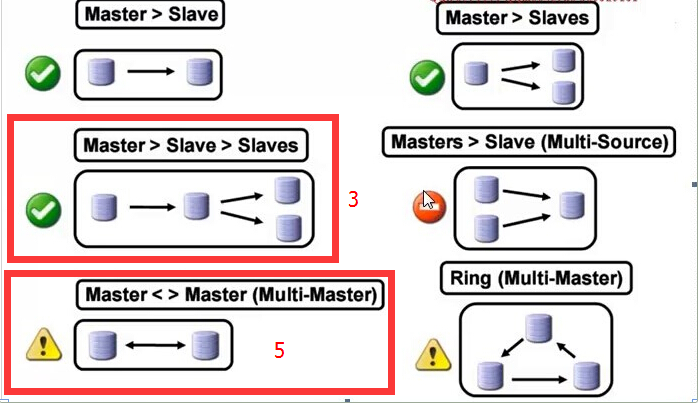 Master > Slave
Master > Slaves
Master > Slave > Slaves
3
Masters > Slave (Multi-Source)
Master < > Master (Multi-Master)
5
Ring (Multi-Master)